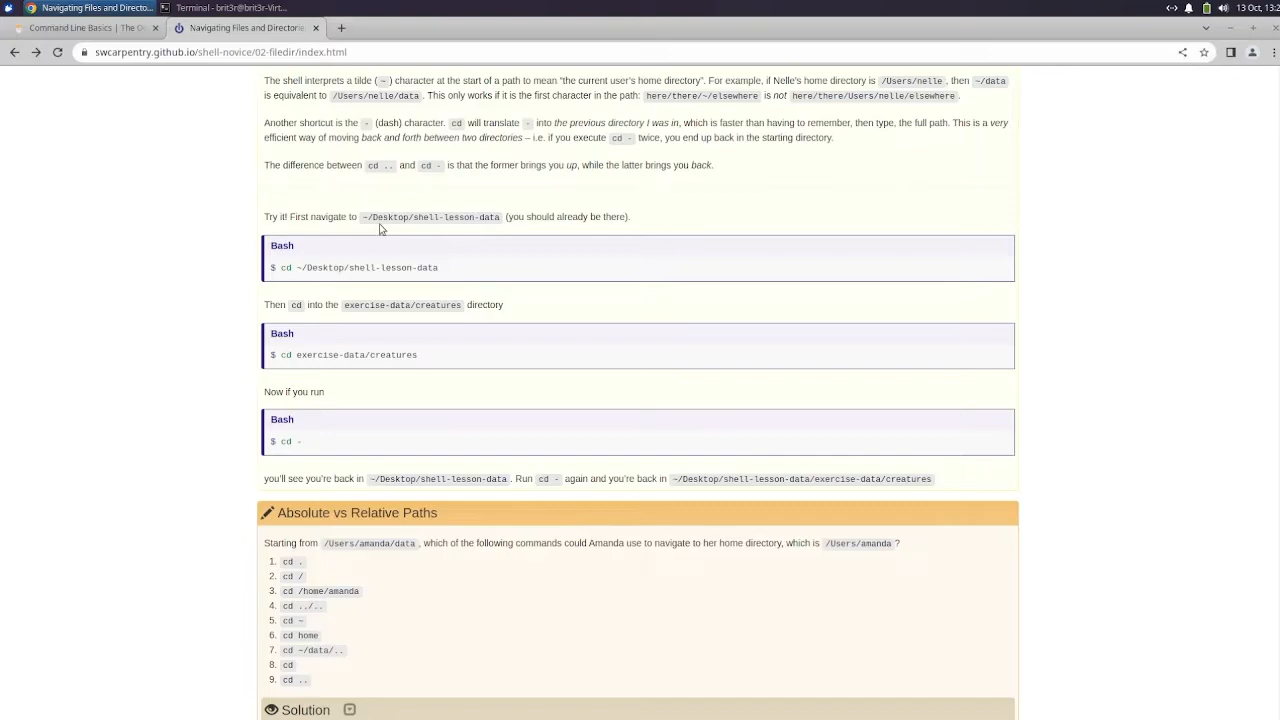 Navigating Files and Directo...
Terminal - brit3r@brit3r-Virt...
13 Oct, 13:2
Command Line Basics | The O
Navigating Files and Directorie
swcarpentry.github.io/shell-novice/02-filedir/index.html
The shell interprets a tilde (~) character at the start of a path to mean "the current user's home directory". For example, if Nelle's home directory is /Users/nelle, then ~/data
is equivalent to /Users/nelle/data. This only works if it is the first character in the path: here/there/~/elsewhere is not here/there/Users/nelle/elsewhere.
Another shortcut is the - (dash) character. cd will translate - into the previous directory I was in, which is faster than having to remember, then type, the full path. This is a very
efficient way of moving back and forth between two directories – i.e. if you execute cd - twice, you end up back in the starting directory.
The difference between cd .. and cd - is that the former brings you up, while the latter brings you back.
Try it! First navigate to ~/Desktop/shell-lesson-data (you should already be there).
Bash
$ cd ~/Desktop/shell-lesson-data
Then cd into the exercise-data/creatures directory
Bash
$ cd exercise-data/creatures
Now if you run
Bash
$ cd -
you'll see you're back in ~/Desktop/shell-lesson-data. Run cd - again and you're back in ~/Desktop/shell-lesson-data/exercise-data/creatures
Absolute vs Relative Paths
Starting from /Users/amanda/data, which of the following commands could Amanda use to navigate to her home directory, which is /Users/amanda?
1. cd .
2. cd /
3. cd /home/amanda
4. cd ../..
5. cd ~
6. cd home
7. cd ~/data/..
8. cd
9. cd ..
Solution